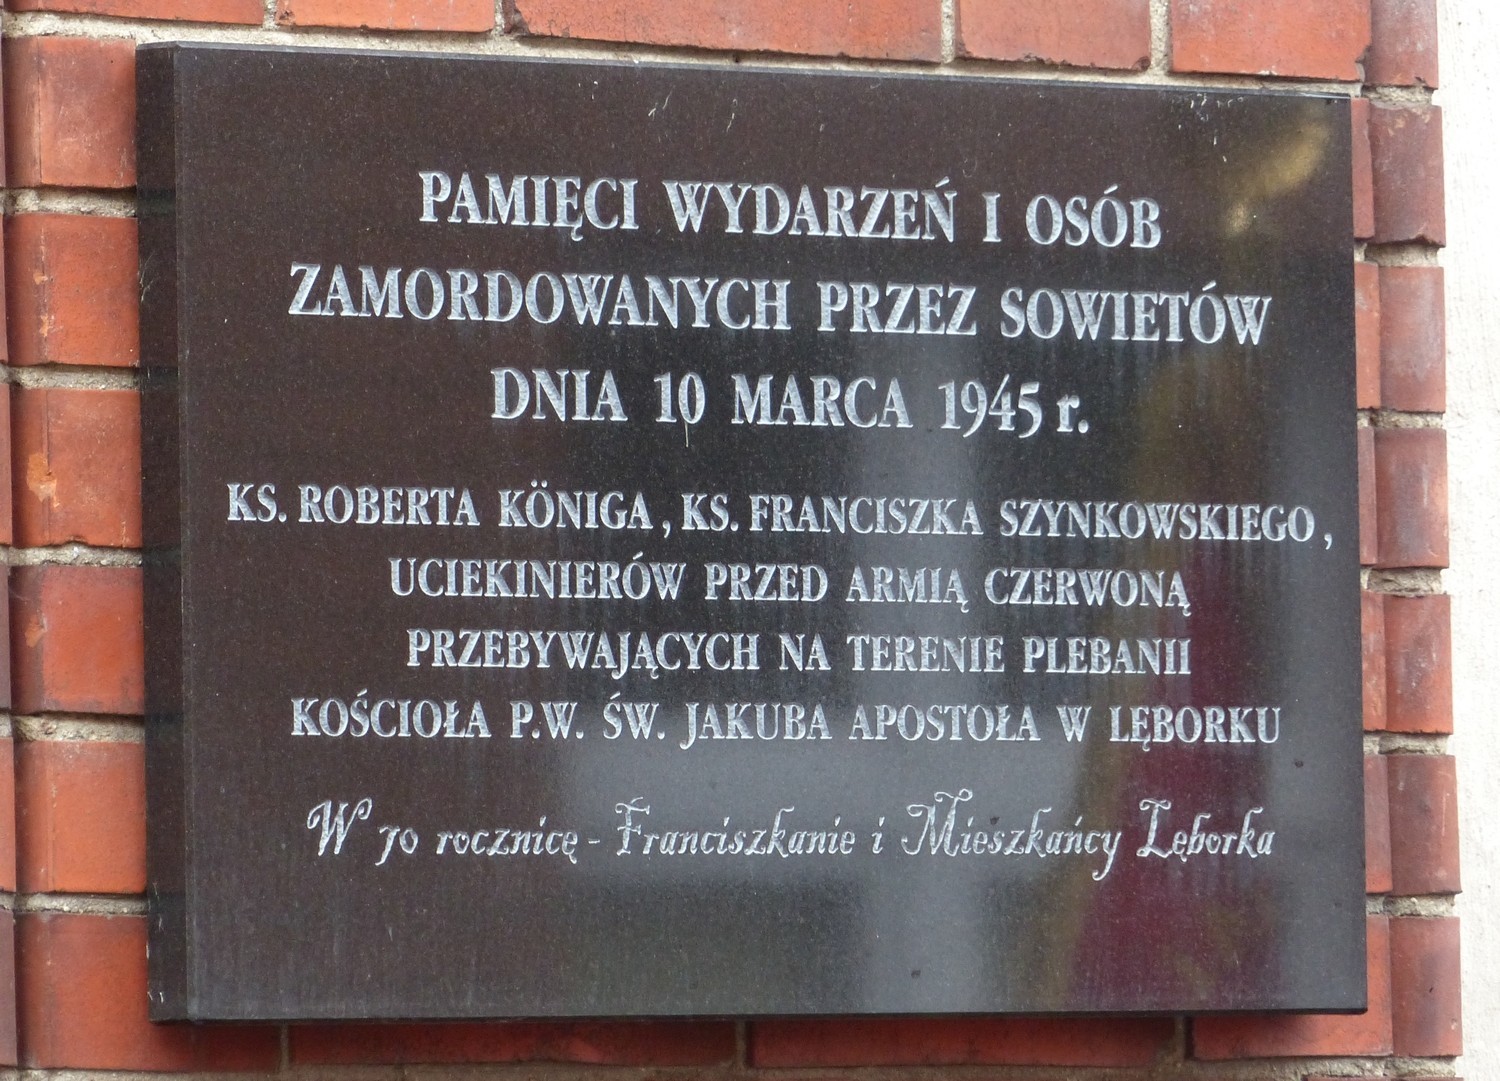 PAMIĘCI WYDARZEŃ I OSÓB
ZAMORDOWANYCH PRZEZ SOWIETÓW
DNIA 10 MARCA 1945 r.
KS. ROBERTA KÖNIGA, KS. FRANCISZKA SZYNKOWSKIEGO,
UCIEKINIERÓW PRZED ARMIĄ CZERWONĄ
PRZEBYWAJĄCYCH NA TERENIE PLEBANII
KOŚCIOŁA P.W. ŚW. JAKUBA APOSTOŁA W LĘBORKU
W 70 rocznicę - Franciszkanie i Mieszkańcy Lęborka